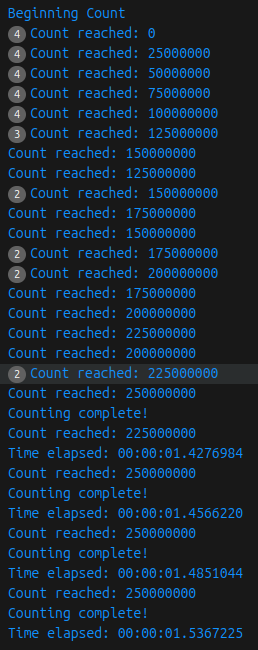 Beginning Count
4 Count reached: 0
4 Count reached: 25000000
4 Count reached: 50000000
4 Count reached: 75000000
4 Count reached: 100000000
3 Count reached: 125000000
Count reached: 150000000
Count reached: 125000000
2 Count reached: 150000000
Count reached: 175000000
Count reached: 150000000
2 Count reached: 175000000
2 Count reached: 200000000
Count reached: 175000000
Count reached: 200000000
Count reached: 225000000
Count reached: 200000000
2 Count reached: 225000000
Count reached: 250000000
Counting complete!
Count reached: 225000000
Time elapsed: 00:00:01.4276984
Count reached: 250000000
Counting complete!
Time elapsed: 00:00:01.4566220
Count reached: 250000000
Counting complete!
Time elapsed: 00:00:01.4851044
Count reached: 250000000
Counting complete!
Time elapsed: 00:00:01.5367225